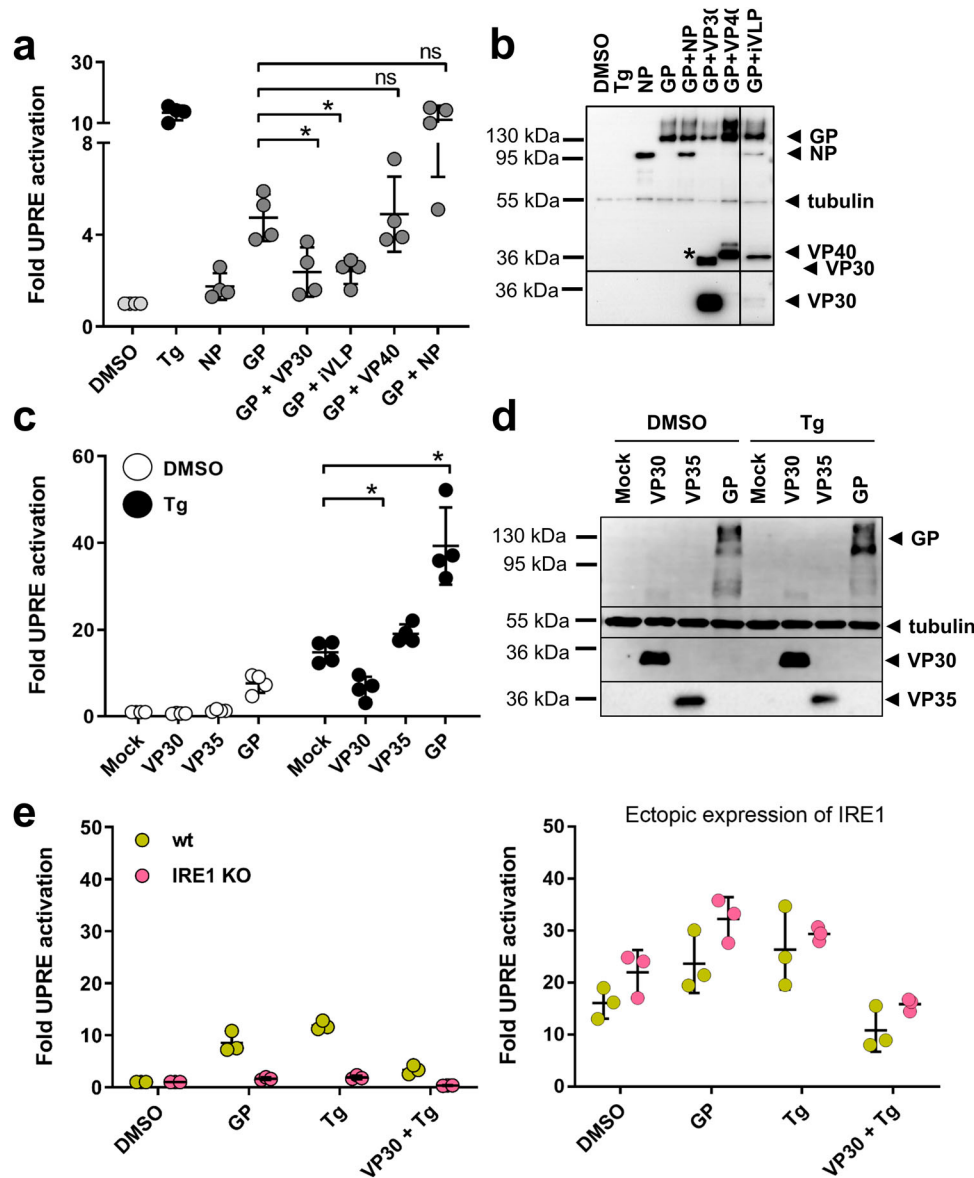 a
Fold UPRE activation
30
10
8
4
0
ns
ns
*
*
DMSO
Tg
NP
GP
GP + VP30
GP + iVLP
GP + VP40
GP + NP
b
DMSO
Tg
NP
GP
GP+NP
GP+VP30
GP+VP40
GP+iVLP
130 kDa
95 kDa
55 kDa
36 kDa
36 kDa
*
GP
NP
tubulin
VP40
VP30
VP30
c
Fold UPRE activation
60
40
20
0
DMSO
Tg
*
*
Mock
VP30
VP35
GP
Mock
VP30
VP35
GP
d
DMSO
Tg
Mock
VP30
VP35
GP
Mock
VP30
VP35
GP
130 kDa
95 kDa
55 kDa
36 kDa
36 kDa
GP
tubulin
VP30
VP35
e
Fold UPRE activation
50
40
30
20
10
0
wt
IRE1 KO
DMSO
GP
Tg
VP30 + Tg
Ectopic expression of IRE1
Fold UPRE activation
50
40
30
20
10
0
DMSO
GP
Tg
VP30 + Tg